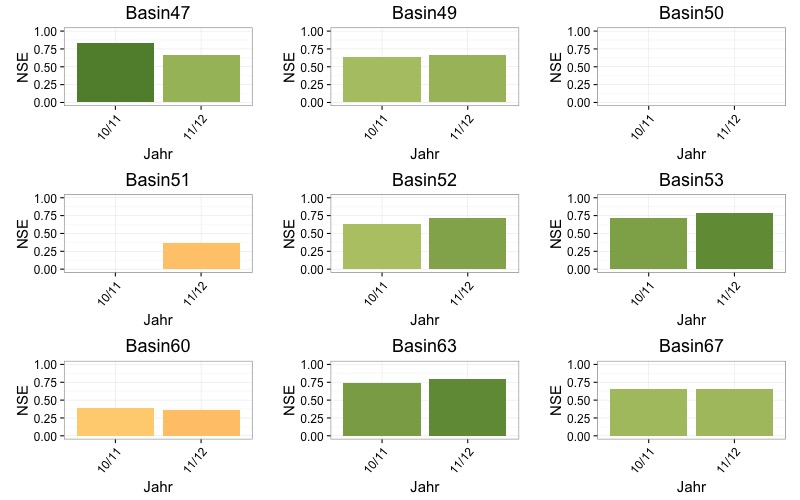 Basin47
Basin49
Basin50
NSE
1.00
0.75
0.50
0.25
0.00
10/11
11/12
Jahr
NSE
1.00
0.75
0.50
0.25
0.00
10/11
11/12
Jahr
NSE
1.00
0.75
0.50
0.25
0.00
10/11
11/12
Jahr
Basin51
Basin52
Basin53
NSE
1.00
0.75
0.50
0.25
0.00
10/11
11/12
Jahr
NSE
1.00
0.75
0.50
0.25
0.00
10/11
11/12
Jahr
NSE
1.00
0.75
0.50
0.25
0.00
10/11
11/12
Jahr
Basin60
Basin63
Basin67
NSE
1.00
0.75
0.50
0.25
0.00
10/11
11/12
Jahr
NSE
1.00
0.75
0.50
0.25
0.00
10/11
11/12
Jahr
NSE
1.00
0.75
0.50
0.25
0.00
10/11
11/12
Jahr